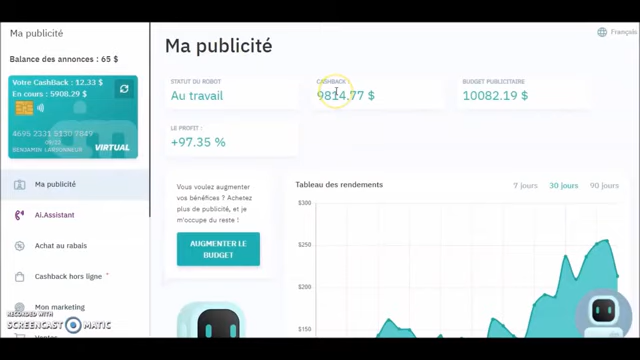 Ma publicité
Français
Balance des annonces : 65 $
Ma publicité
Votre CashBack : 12.33 $
En cours : 5908.29 $
4695 2331 5130 7849
BENJAMIN LARDONNEUR
VIRTUAL
STATUT DU ROBOT
Au travail
CASHBACK :
9814.77 $
BUDGET PUBLICITAIRE
10082.19 $
LE PROFIT :
+97.35 %
Ma publicité
Ai.Assistant
Achat au rabais
Cashback hors ligne *
Mon marketing
Vous voulez augmenter
vos bénéfices ? Achetez
plus de publicité, et je
m'occupe du reste !
AUGMENTER LE
BUDGET
Tableau des rendements
7 jours
30 jours
90 jours
$300
$250
$200
$150
RECORDED WITH
SCREENCAST MATIC